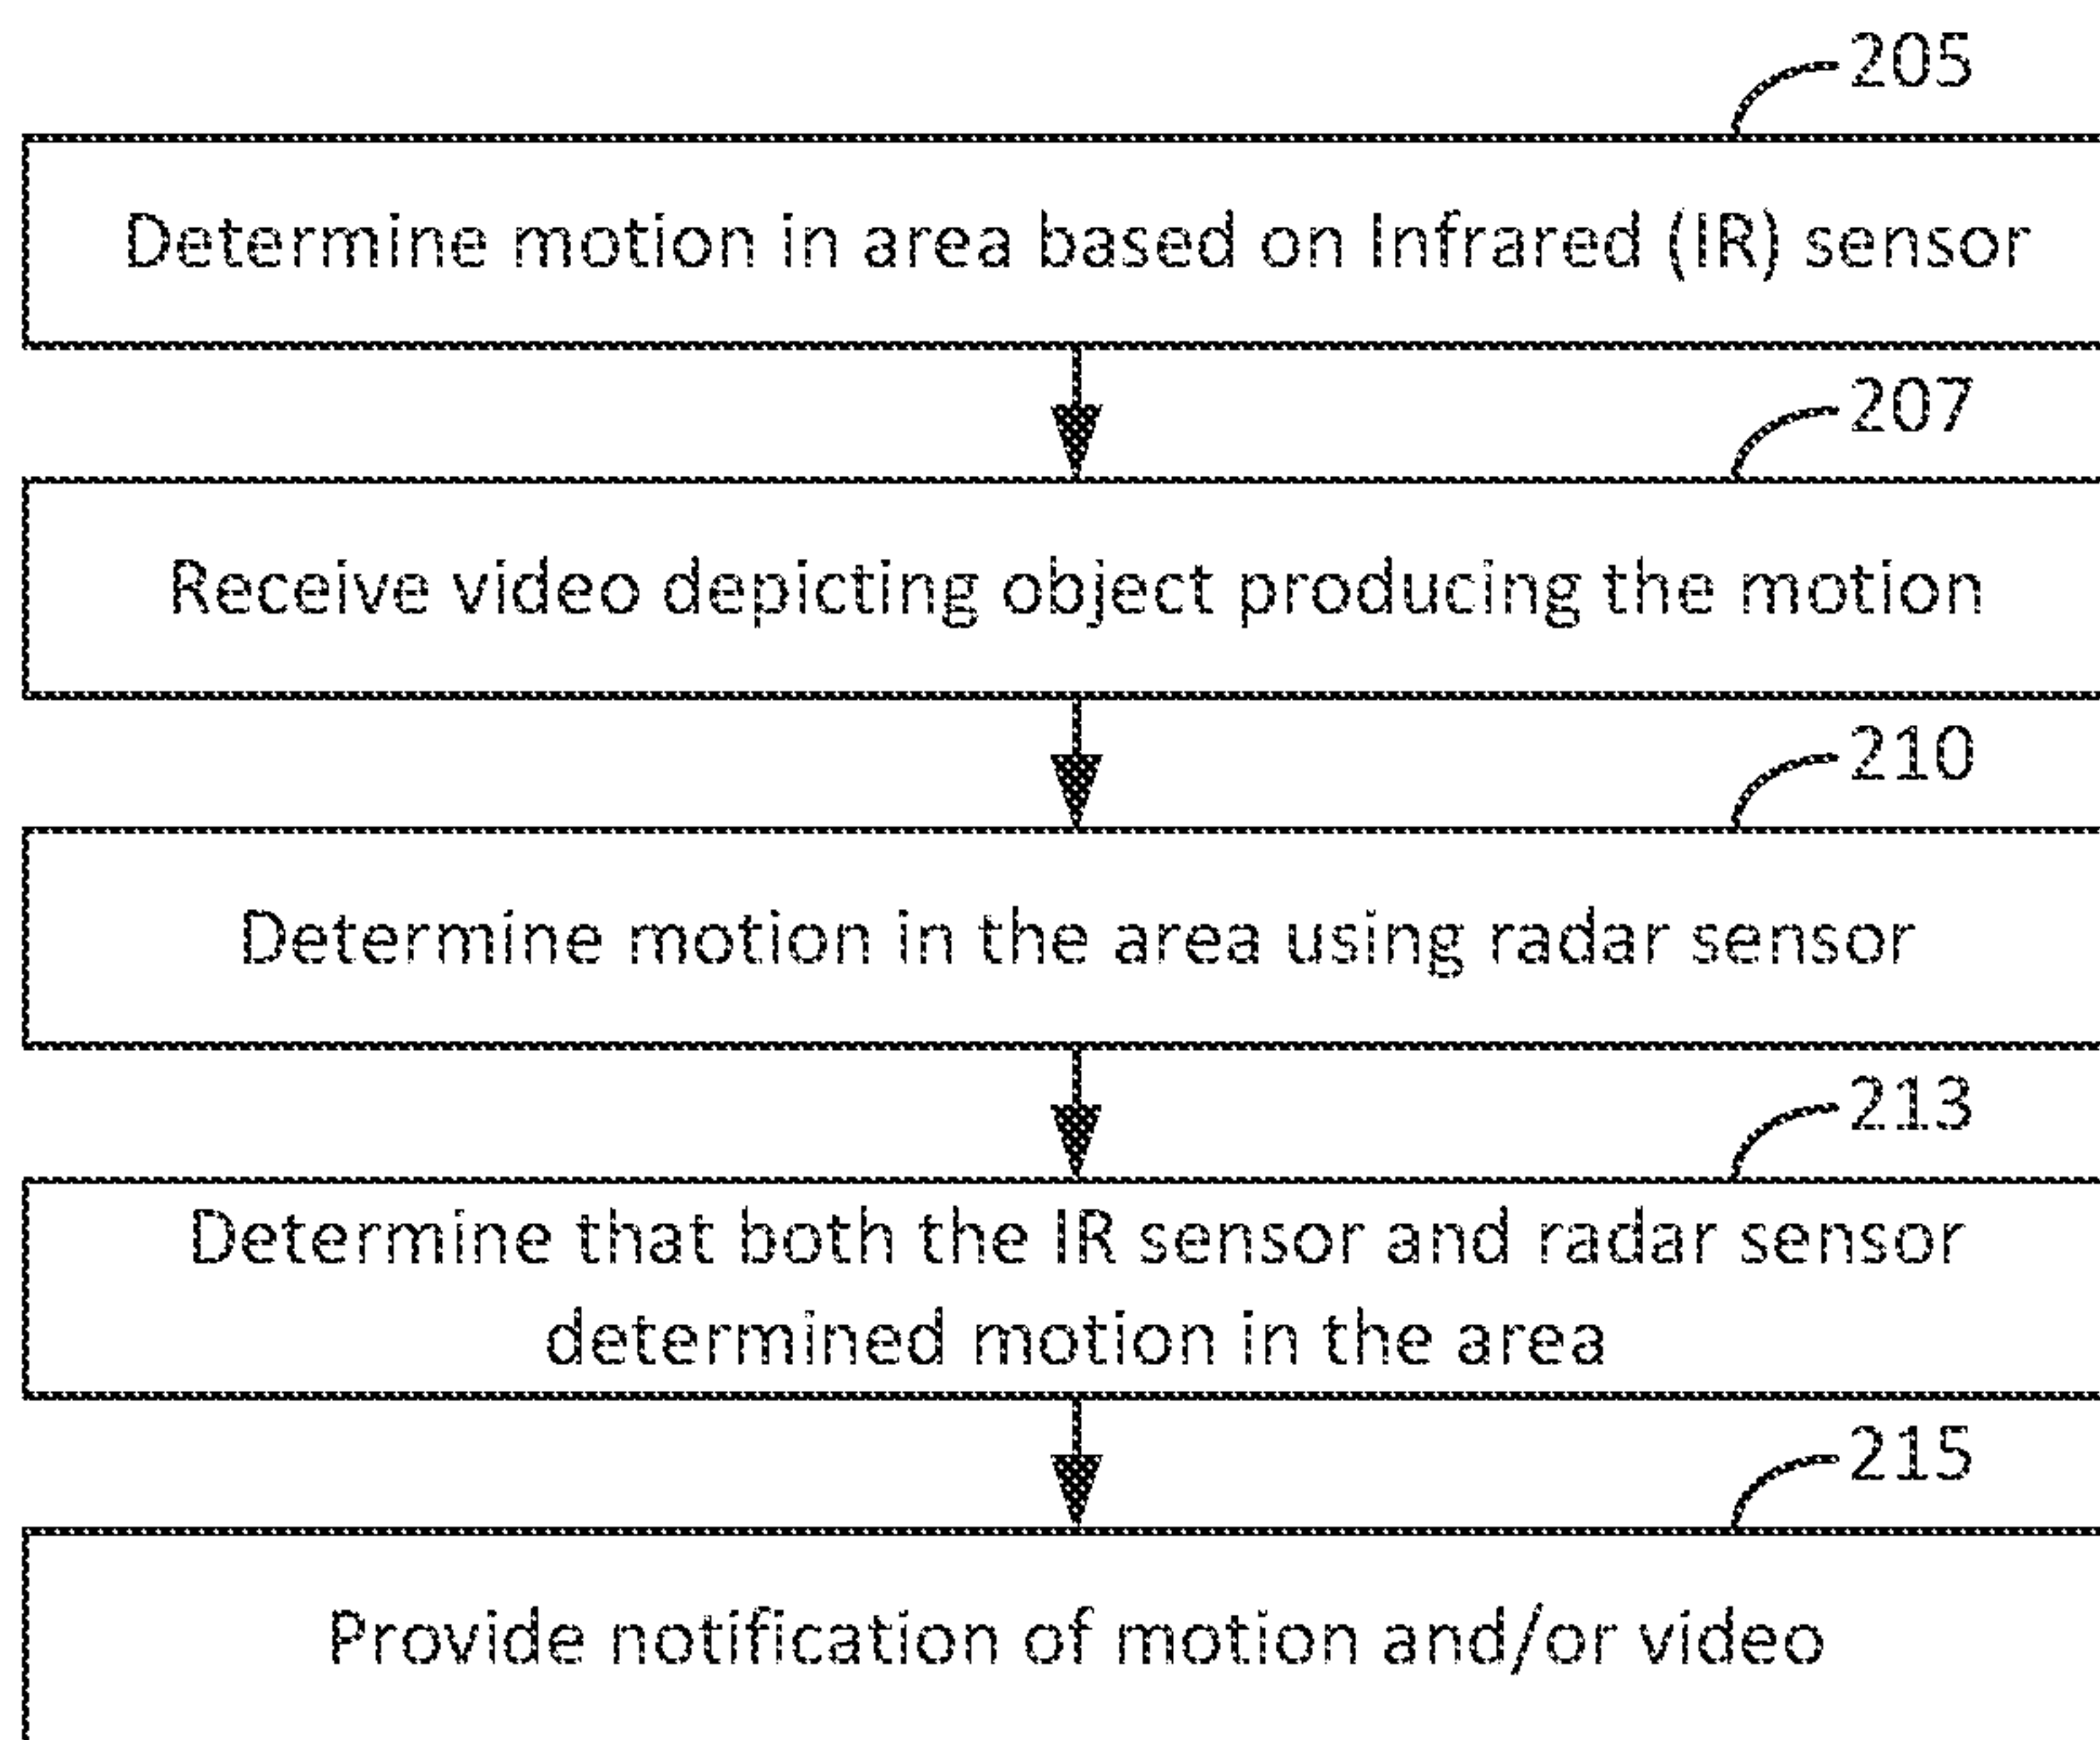 205
Determine motion in area based on Infrared (IR) sensor
207
Receive video depicting object producing the motion
210
Determine motion in the area using radar sensor
213
Determine that both the IR sensor and radar sensor
determined motion in the area
215
Provide notification of motion and/or video